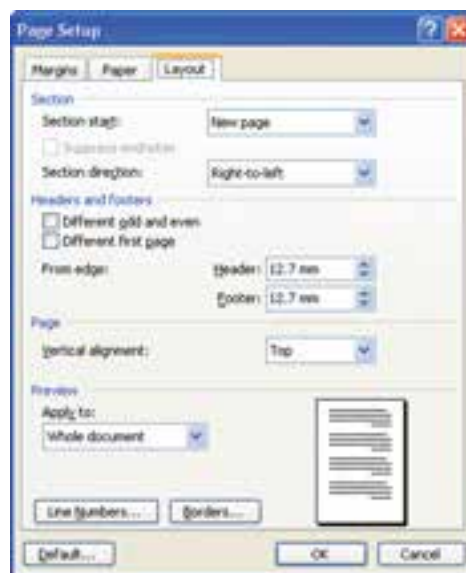 Page Setup
Margins Paper Layout
Section
Section start: New page
Suppress endnotes
Section direction: Right-to-left
Headers and footers
Different odd and even
Different first page
From edge: Header: 12.7 mm
Footer: 12.7 mm
Page
Vertical alignment: Top
Preview
Apply to:
Whole document
Line Numbers... Borders...
Default... OK Cancel